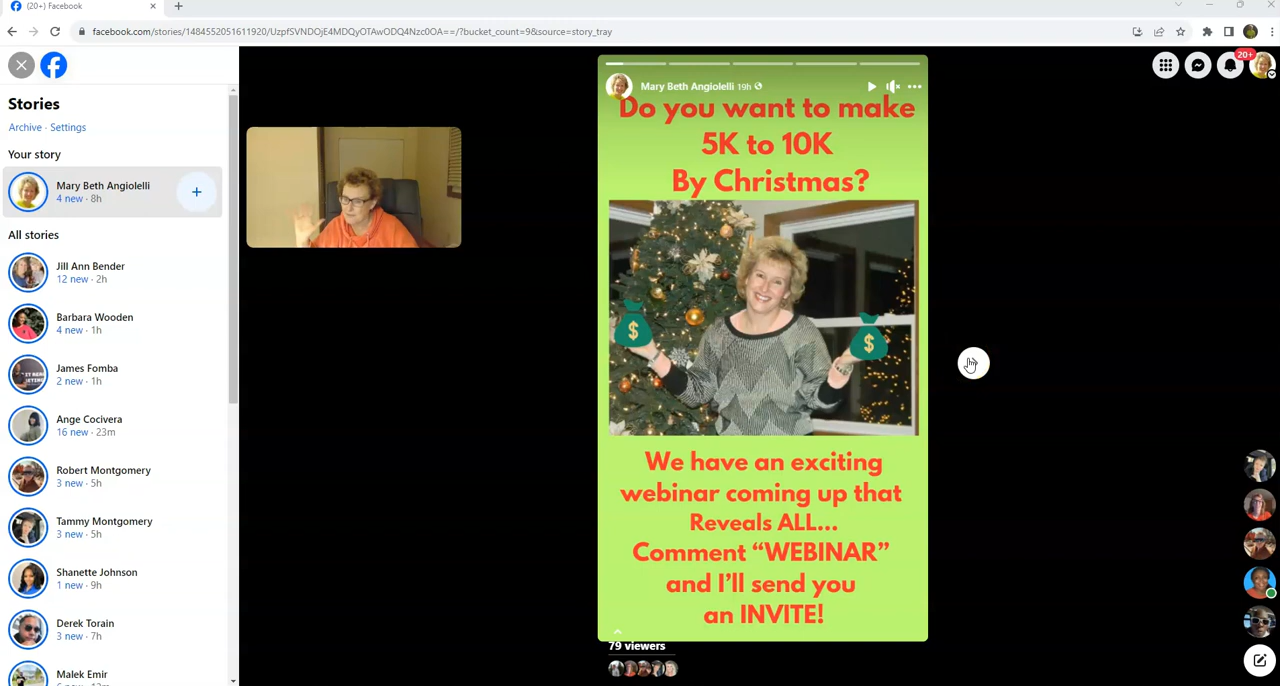 (20+) Facebook
facebook.com/stories/1484552051611920/UzpfSVNDOjE4MDQyOTAwODQ4Nzc0OA==/?bucket_count=9&source=story_tray
Stories
Archive · Settings
Your story
Mary Beth Angiolelli
4 new · 8h
All stories
Jill Ann Bender
12 new · 2h
Barbara Wooden
4 new · 1h
James Fomba
2 new · 1h
Ange Cocivera
16 new · 23m
Robert Montgomery
3 new · 5h
Tammy Montgomery
3 new · 5h
Shanette Johnson
1 new · 9h
Derek Torain
3 new · 7h
Malek Emir
20+
Mary Beth Angiolelli 19h
Do you want to make
5K to 10K
By Christmas?
$ $
We have an exciting
webinar coming up that
Reveals ALL...
Comment “WEBINAR”
and I’ll send you
an INVITE!
79 viewers